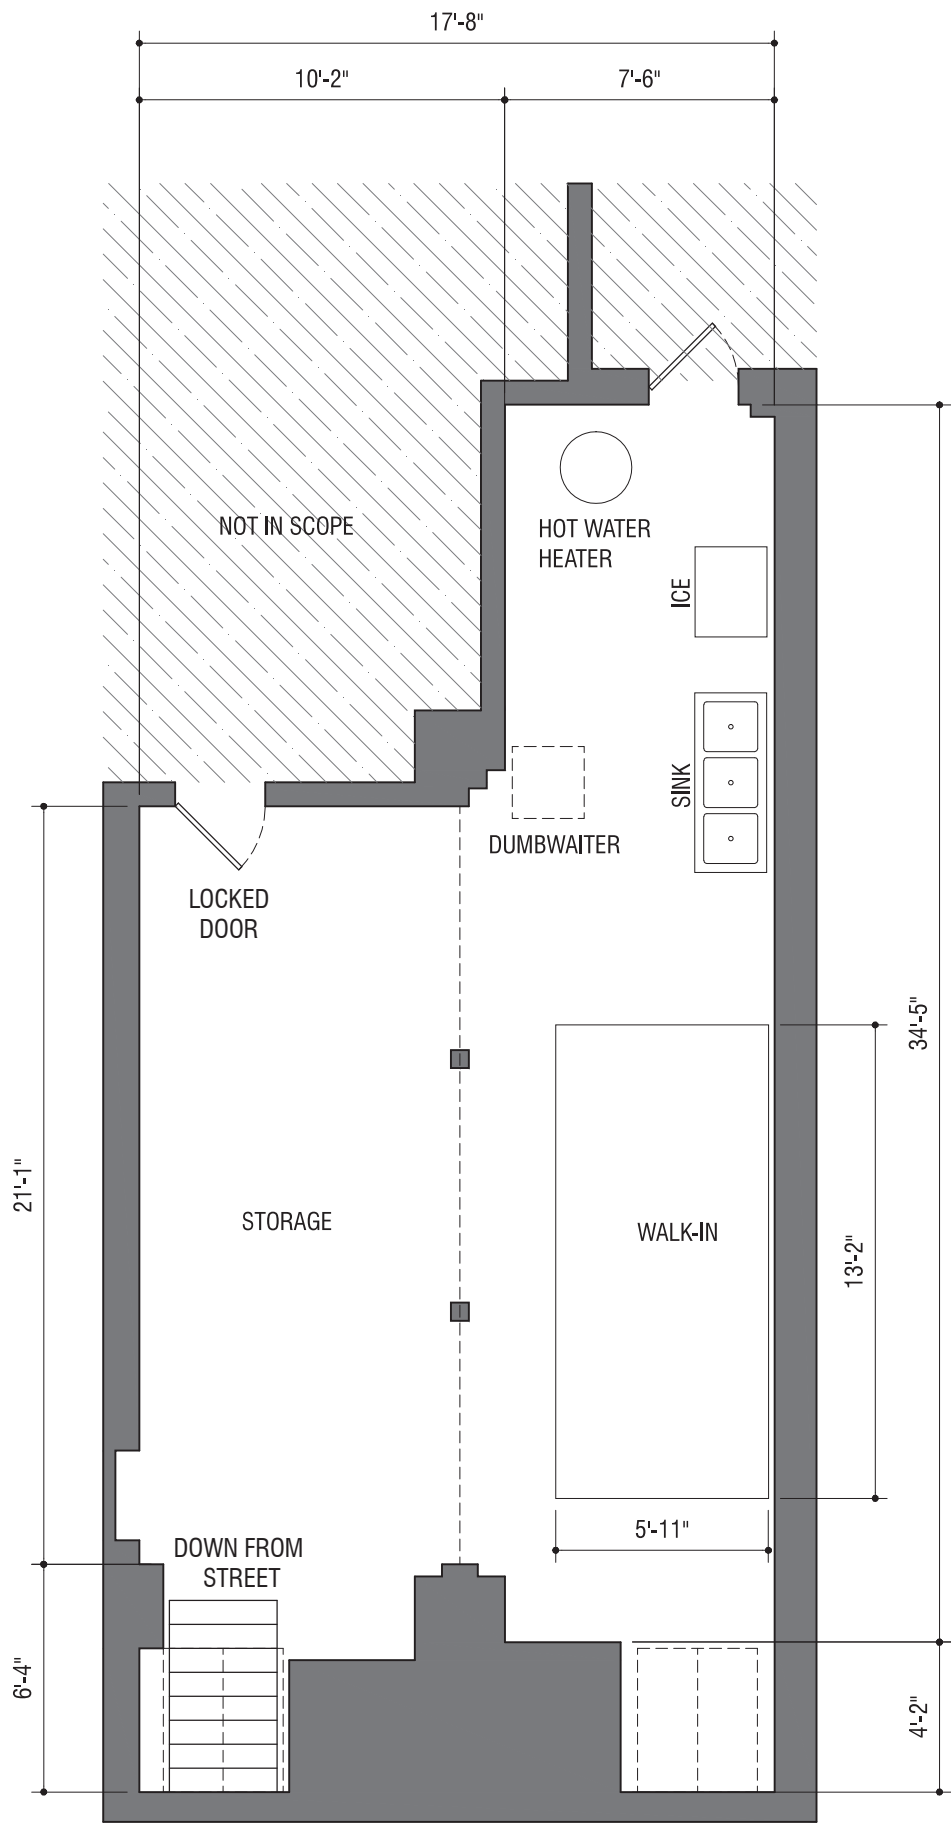 17'-8"
10'-2"
7'-6"
NOT IN SCOPE
HOT WATER
HEATER
ICE
SINK
DUMBWAITER
LOCKED
DOOR
34'-5"
21'-1"
STORAGE
WALK-IN
13'-2"
5'-11"
DOWN FROM
STREET
6'-4"
4'-2"